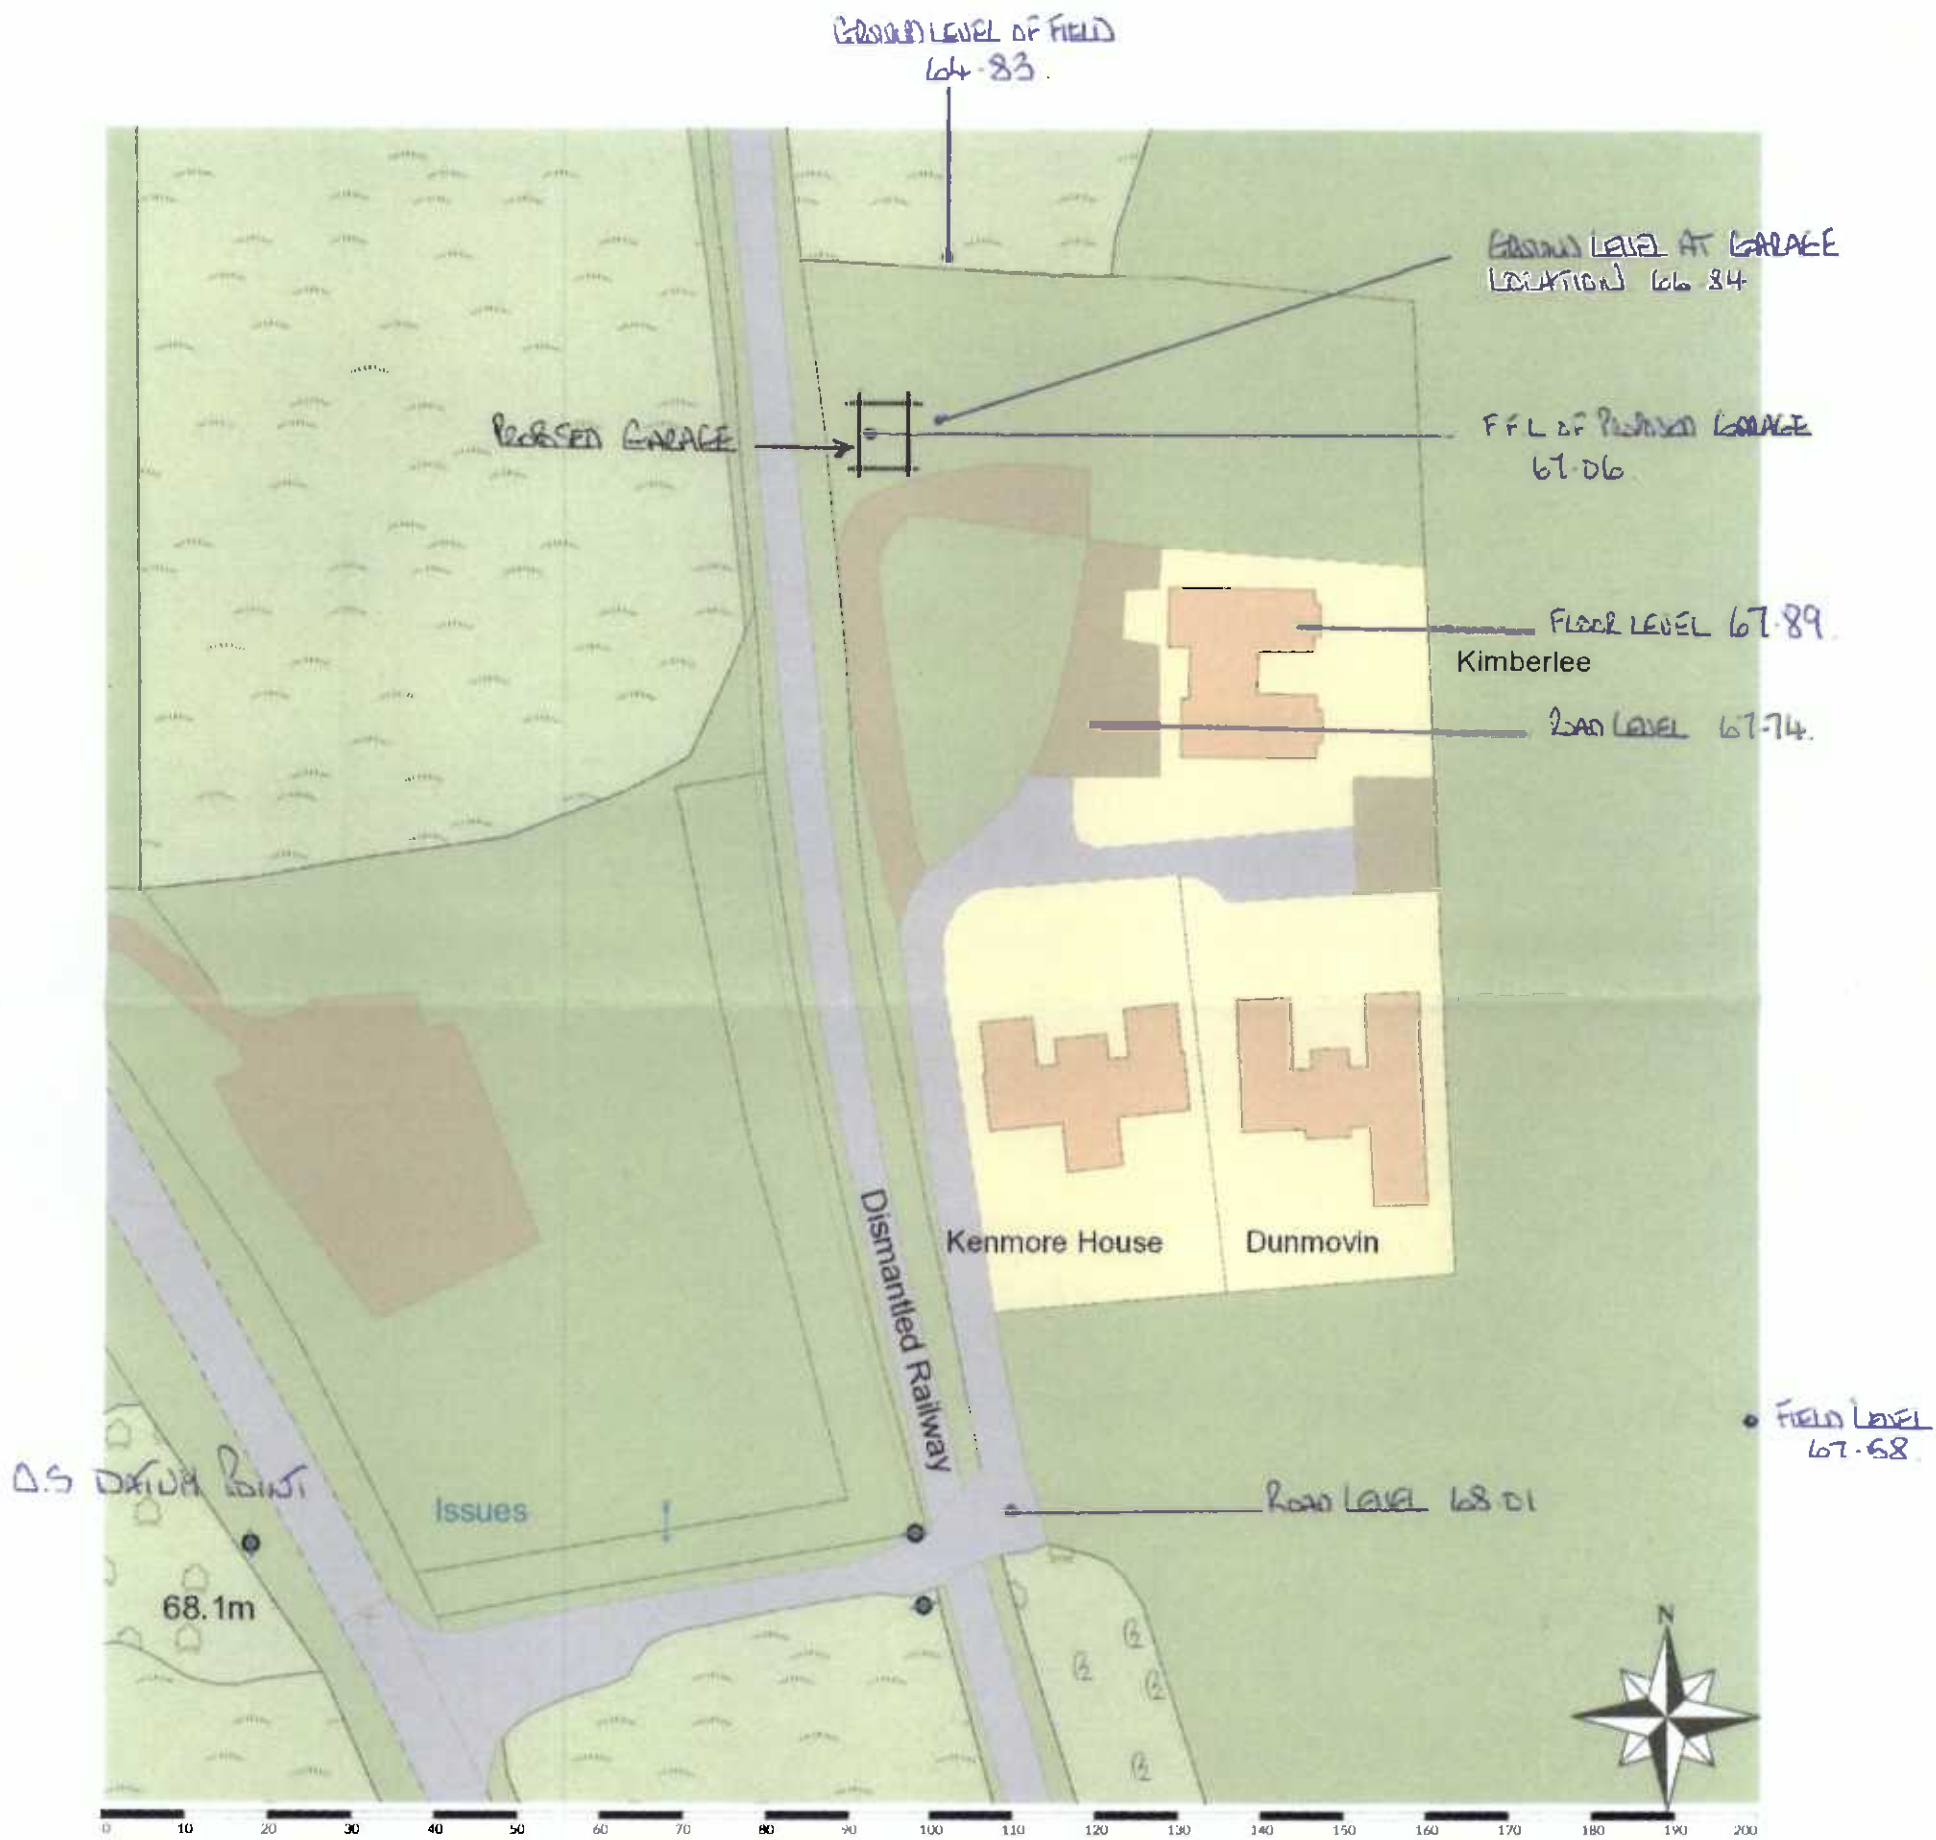 GROUND LEVEL OF FIELD
64.83.
GROUND LEVEL AT GARAGE
LOCATION 66.84
PROPOSED GARAGE
F F L OF PROPOSED GARAGE
67.06
FLOOR LEVEL 67.89.
Kimberlee
ROAD LEVEL 67.74.
Dismantled Railway
Kenmore House
Dunmovin
FIELD LEVEL
67.68
O.S DATUM POINT
Issues
ROAD LEVEL 68.01
68.1m
N
0 10 20 30 40 50 60 70 80 90 100 110 120 130 140 150 160 170 180 190 200